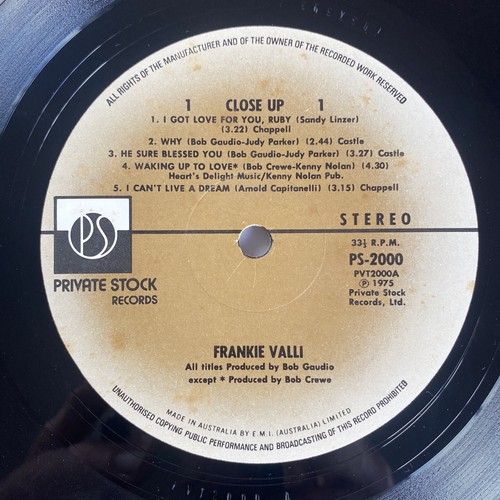 ALL RIGHTS OF THE MANUFACTURER AND OF THE OWNER OF THE RECORDED WORK RESERVED
1 CLOSE UP 1
1. I GOT LOVE FOR YOU, RUBY (Sandy Linzer)
(3.22) Chappell
2. WHY (Bob Gaudio-Judy Parker) (2.44) Castle
3. HE SURE BLESSED YOU (Bob Gaudio-Judy Parker) (3.27) Castle
4. WAKING UP TO LOVE* (Bob Crewe-Kenny Nolan) (4.30)
Heart's Delight Music/Kenny Nolan Pub.
5. I CAN'T LIVE A DREAM (Arnold Capitanelli) (3.15) Chappell
STEREO
PS
PRIVATE STOCK
RECORDS
33⅓ R.P.M.
PS-2000
PVT2000A
Ⓟ 1975
Private Stock
Records, Ltd.
FRANKIE VALLI
All titles Produced by Bob Gaudio
except * Produced by Bob Crewe
MADE IN AUSTRALIA BY E.M.I. (AUSTRALIA) LIMITED
UNAUTHORISED COPYING PUBLIC PERFORMANCE AND BROADCASTING OF THIS RECORD PROHIBITED